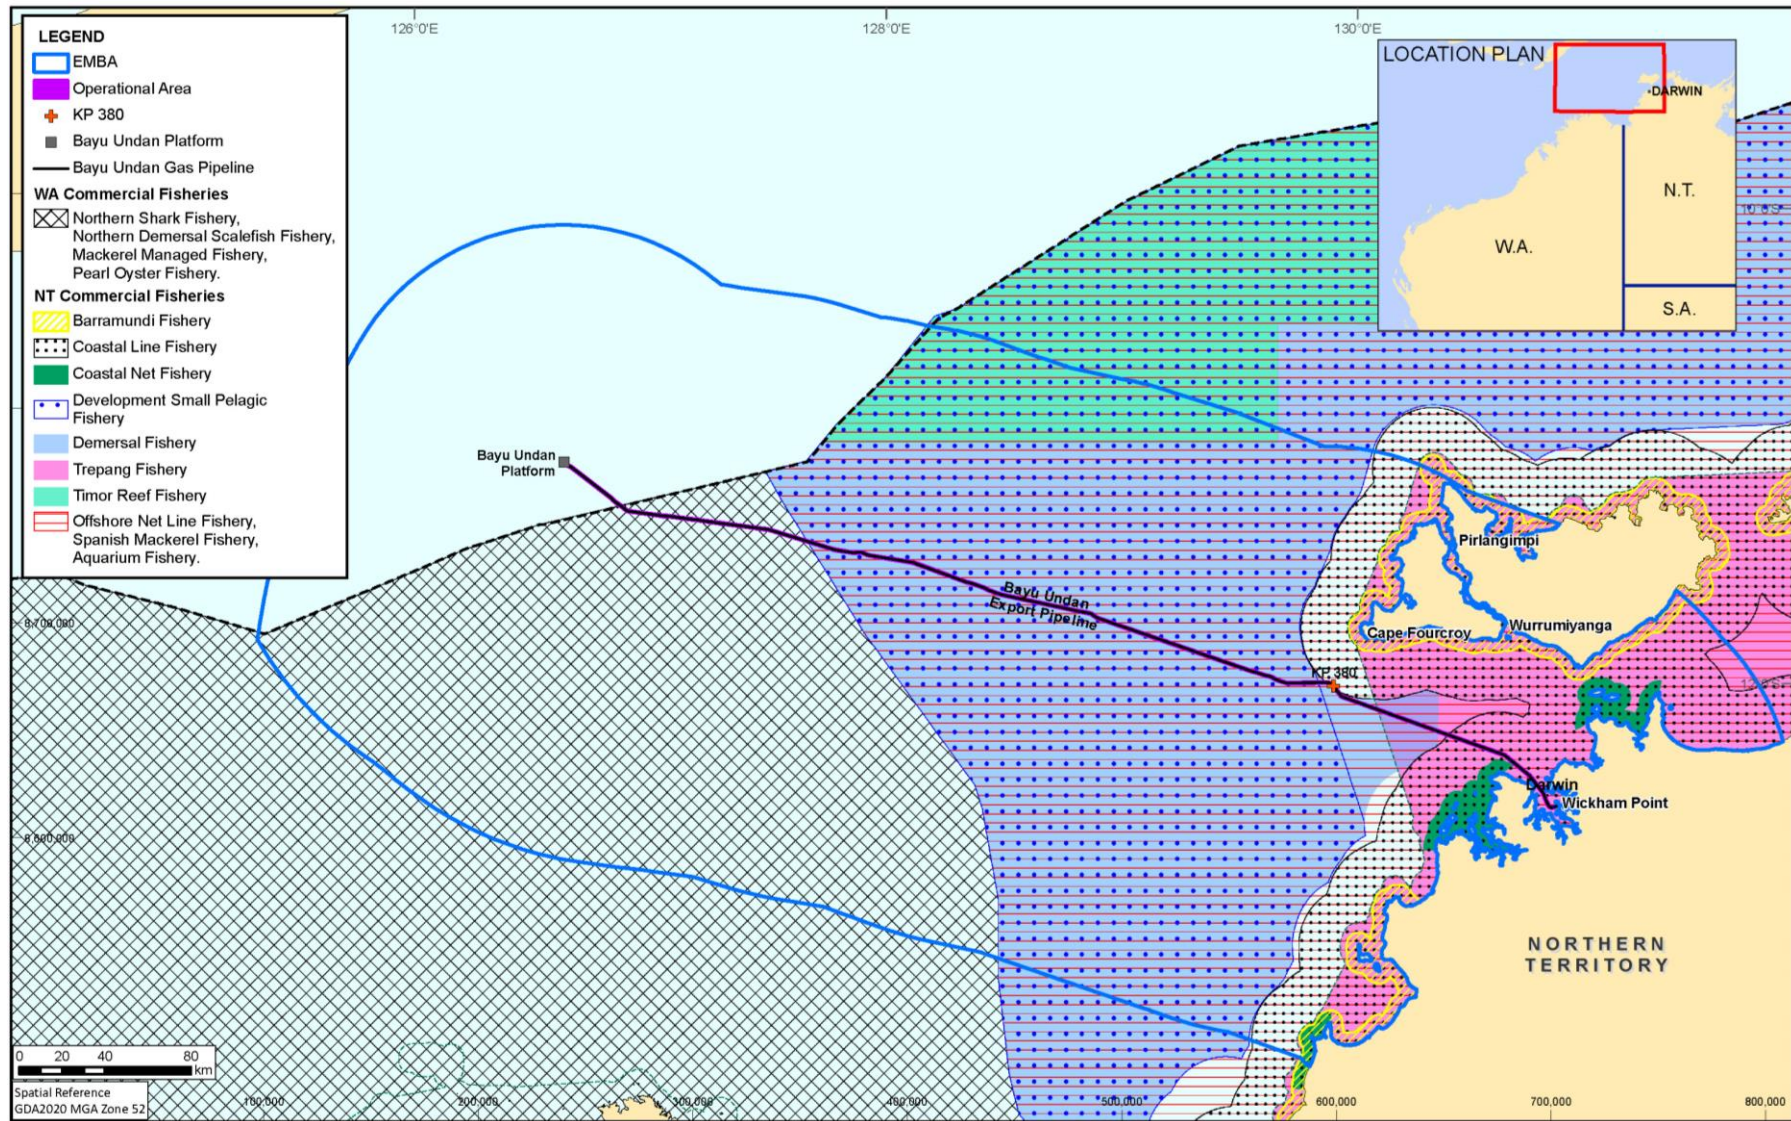 126°0'E
128°0'E
130°0'E
LEGEND
EMBA
Operational Area
KP 380
Bayu Undan Platform
Bayu Undan Gas Pipeline
WA Commercial Fisheries
Northern Shark Fishery,
Northern Demersal Scalefish Fishery,
Mackerel Managed Fishery,
Pearl Oyster Fishery.
NT Commercial Fisheries
Barramundi Fishery
Coastal Line Fishery
Coastal Net Fishery
Development Small Pelagic
Fishery
Demersal Fishery
Trepang Fishery
Timor Reef Fishery
Offshore Net Line Fishery,
Spanish Mackerel Fishery,
Aquarium Fishery.
LOCATION PLAN
DARWIN
N.T.
W.A.
S.A.
Bayu Undan
Platform
Bayu Undan
Export Pipeline
KP 380
Pirlangimpi
Cape Fourcroy
Wurrumiyanga
Darwin
Wickham Point
NORTHERN
TERRITORY
8,700,000
8,600,000
0 20 40 80
km
Spatial Reference
GDA2020 MGA Zone 52
100,000
200,000
300,000
400,000
500,000
600,000
700,000
800,000